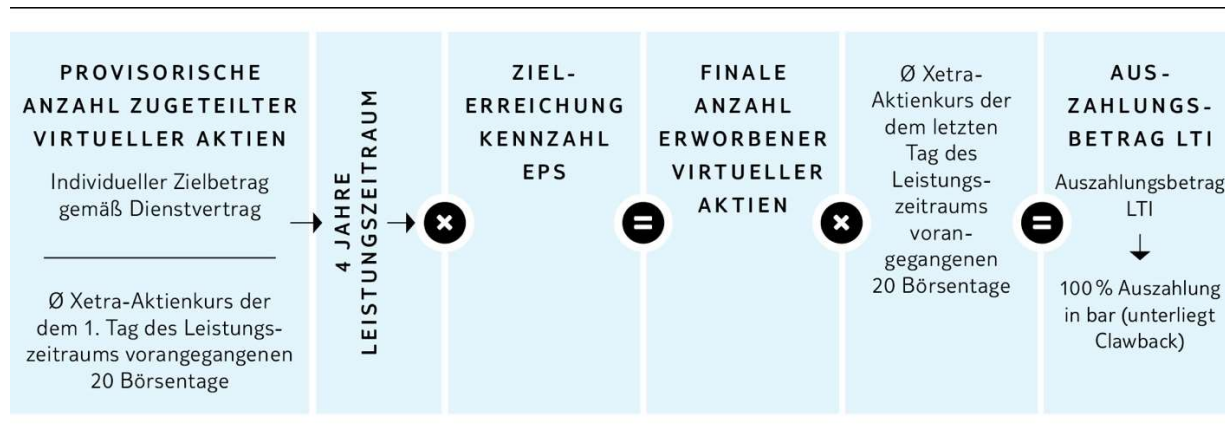 PROVISORISCHE
ANZAHL ZUGETEILTER
VIRTUELLER AKTIEN
Individueller Zielbetrag
gemäß Dienstvertrag
Ø Xetra-Aktienkurs der
dem 1. Tag des Leistungs-
zeitraums vorangegangenen
20 Börsentage
4 JAHRE
LEISTUNGSZEITRAUM
ZIEL-
ERREICHUNG
KENNZAHL
EPS
FINALE
ANZAHL
ERWORBENER
VIRTUELLER
AKTIEN
Ø Xetra-
Aktienkurs der
dem letzten
Tag des
Leistungs-
zeitraums
voran-
gegangenen
20 Börsentage
AUS-
ZAHLUNGS-
BETRAG LTI
Auszahlungsbetrag
LTI
100 % Auszahlung
in bar (unterliegt
Clawback)